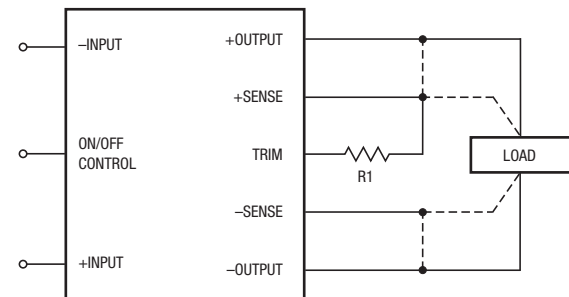 –INPUT
+OUTPUT
+SENSE
ON/OFF
CONTROL
TRIM
R1
LOAD
–SENSE
+INPUT
–OUTPUT